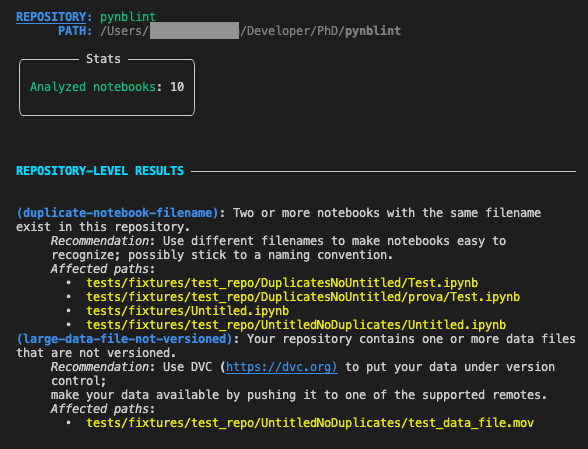 REPOSITORY: pynblint
PATH: /Users/ /Developer/PhD/pynblint
Stats
Analyzed notebooks: 10
REPOSITORY-LEVEL RESULTS
(duplicate-notebook-filename): Two or more notebooks with the same filename
exist in this repository.
Recommendation: Use different filenames to make notebooks easy to
recognize; possibly stick to a naming convention.
Affected paths:
• tests/fixtures/test_repo/DuplicatesNoUntitled/Test.ipynb
• tests/fixtures/test_repo/DuplicatesNoUntitled/prova/Test.ipynb
• tests/fixtures/Untitled.ipynb
• tests/fixtures/test_repo/UntitledNoDuplicates/Untitled.ipynb
(large-data-file-not-versioned): Your repository contains one or more data files
that are not versioned.
Recommendation: Use DVC (https://dvc.org) to put your data under version
control;
make your data available by pushing it to one of the supported remotes.
Affected paths:
• tests/fixtures/test_repo/UntitledNoDuplicates/test_data_file.mov